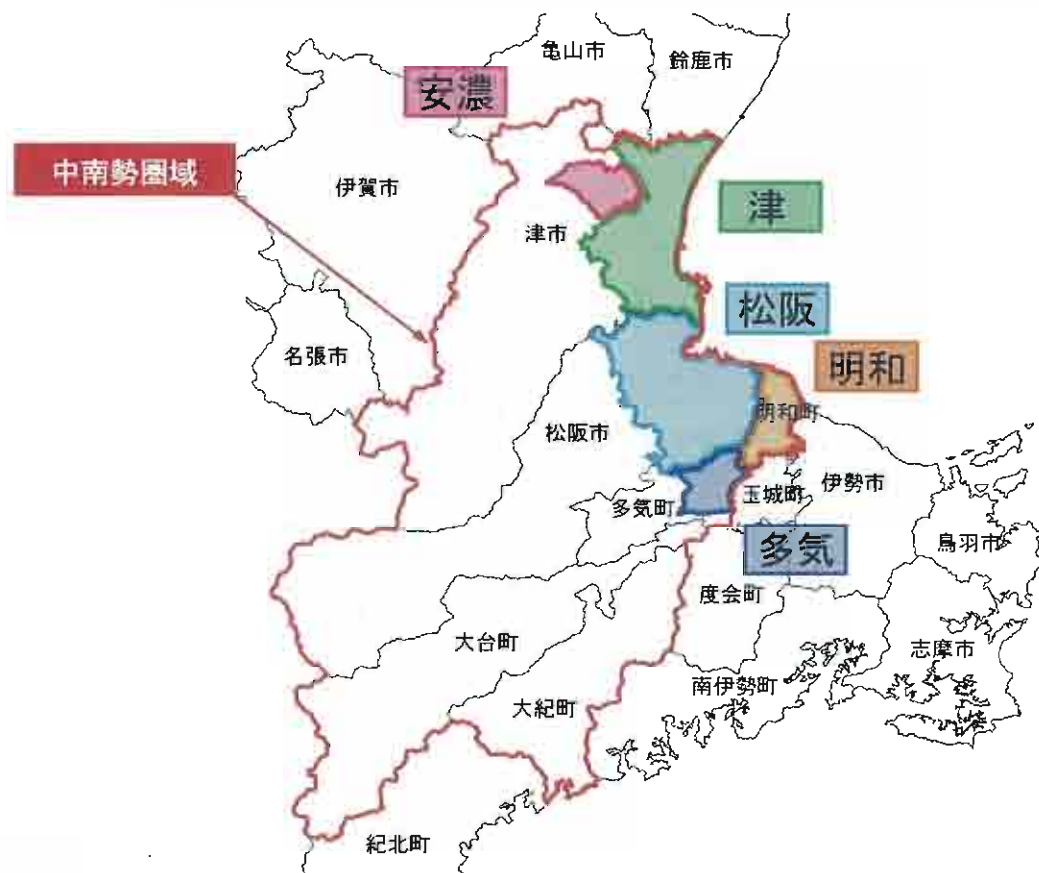 亀山市
鈴鹿市
安濃
中南勢圏域
伊賀市
津
津市
松阪
名張市
明和
明和町
松阪市
伊勢市
多気町
玉城町
鳥羽市
多気
度会町
大台町
志摩市
南伊勢町
大紀町
紀北町